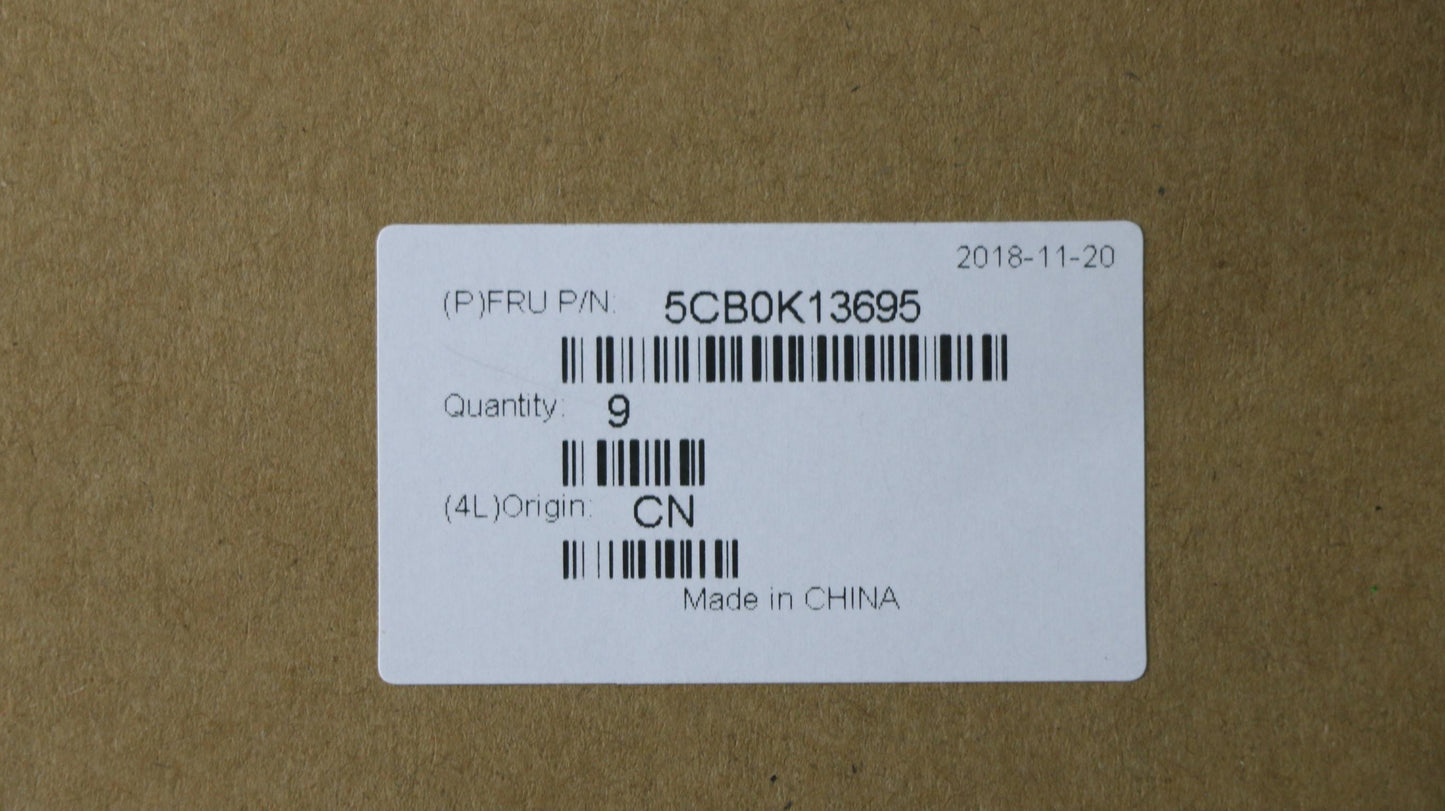 2018-11-20
(P)FRU P/N: 5CB0K13695
Quantity: 9
(4L)Origin: CN
Made in CHINA